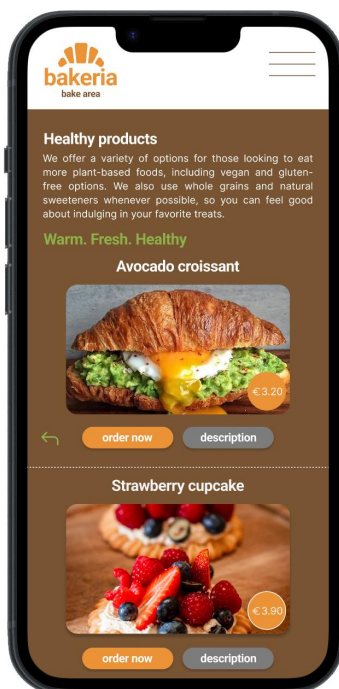 bakeria
bake area
Healthy products
We offer a variety of options for those looking to eat
more plant-based foods, including vegan and gluten-
free options. We also use whole grains and natural
sweeteners whenever possible, so you can feel good
about indulging in your favorite treats.
Warm. Fresh. Healthy
Avocado croissant
€3.20
order now description
Strawberry cupcake
€3.90
order now description